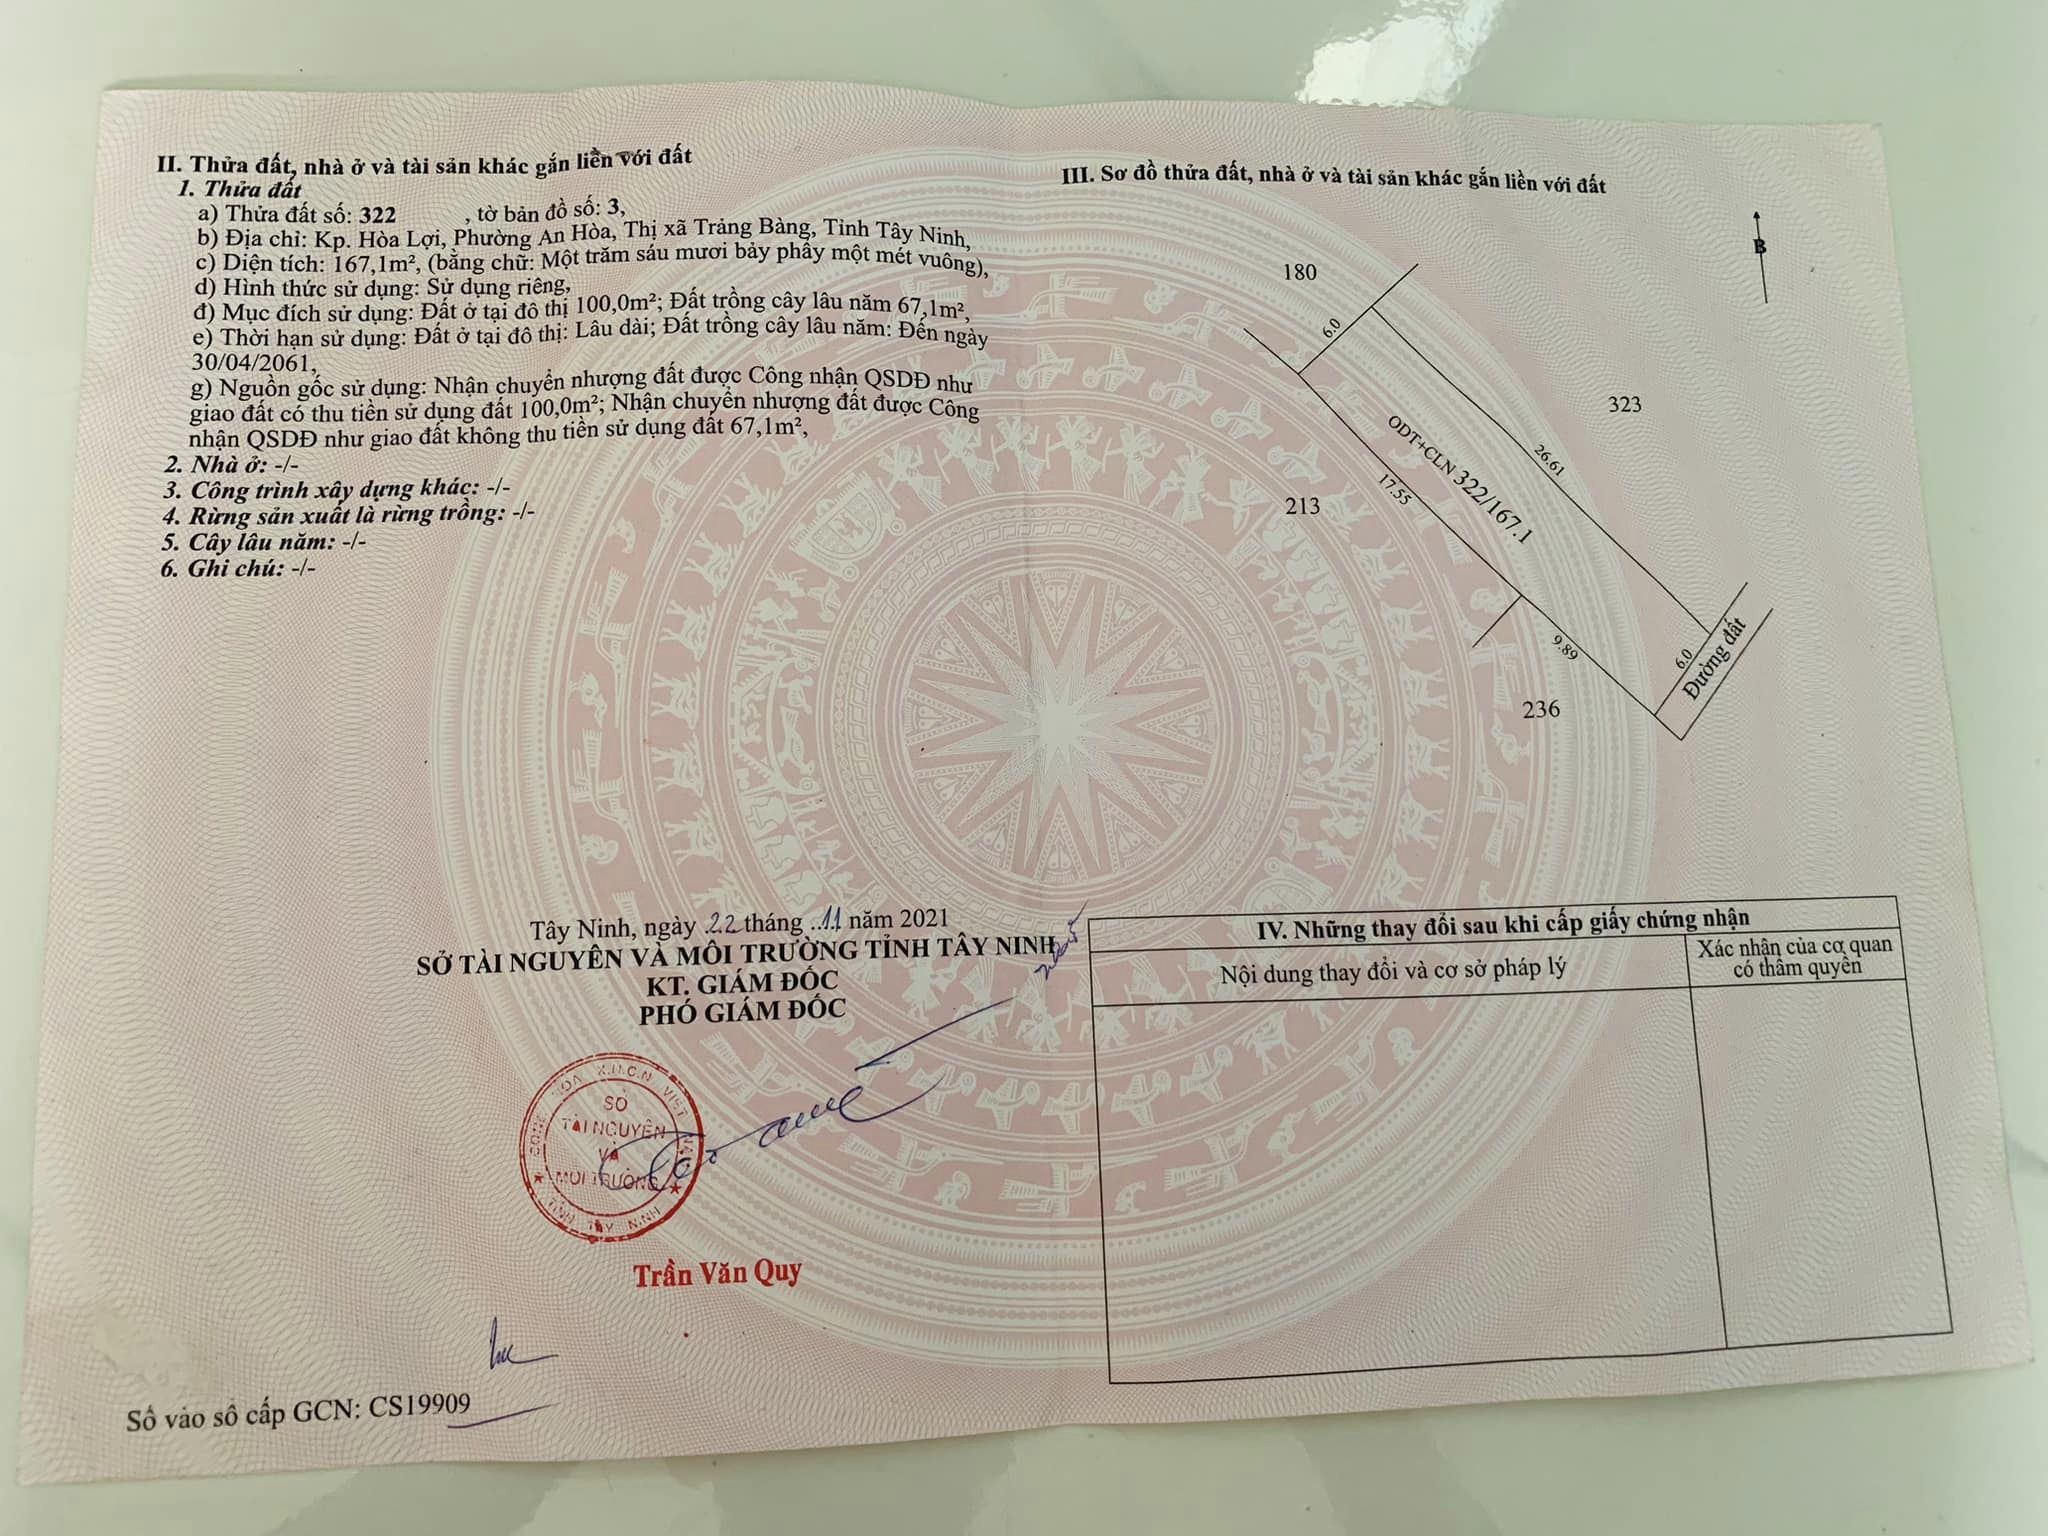 II. Thửa đất, nhà ở và tài sản khác gắn liền với đất
1. Thửa đất
a) Thửa đất số: 322 , tờ bản đồ số: 3,
b) Địa chỉ: Kp. Hòa Lợi, Phường An Hòa, Thị xã Trảng Bàng, Tỉnh Tây Ninh,
c) Diện tích: 167,1m², (bằng chữ: Một trăm sáu mươi bảy phẩy một mét vuông),
d) Hình thức sử dụng: Sử dụng riêng,
đ) Mục đích sử dụng: Đất ở tại đô thị 100,0m²; Đất trồng cây lâu năm 67,1m²,
e) Thời hạn sử dụng: Đất ở tại đô thị: Lâu dài; Đất trồng cây lâu năm: Đến ngày
30/04/2061,
g) Nguồn gốc sử dụng: Nhận chuyển nhượng đất được Công nhận QSDĐ như
giao đất có thu tiền sử dụng đất 100,0m²; Nhận chuyển nhượng đất được Công
nhận QSDĐ như giao đất không thu tiền sử dụng đất 67,1m²,
2. Nhà ở: -/-
3. Công trình xây dựng khác: -/-
4. Rừng sản xuất là rừng trồng: -/-
5. Cây lâu năm: -/-
6. Ghi chú: -/-
III. Sơ đồ thửa đất, nhà ở và tài sản khác gắn liền với đất
B
180
6.0
323
26.61
ODT+CLN 322/167.1
17.55
213
9.89
6.0
Đường đất
236
Tây Ninh, ngày 22 tháng 11 năm 2021
SỞ TÀI NGUYÊN VÀ MÔI TRƯỜNG TỈNH TÂY NINH
KT. GIÁM ĐỐC
PHÓ GIÁM ĐỐC
CỘNG HÒA X.H.C.N VIỆT NAM
SỞ
TÀI NGUYÊN
VÀ
MÔI TRƯỜNG
TỈNH TÂY NINH
Trần Văn Quy
Số vào sổ cấp GCN: CS19909
IV. Những thay đổi sau khi cấp giấy chứng nhận
Nội dung thay đổi và cơ sở pháp lý
Xác nhận của cơ quan
có thẩm quyền